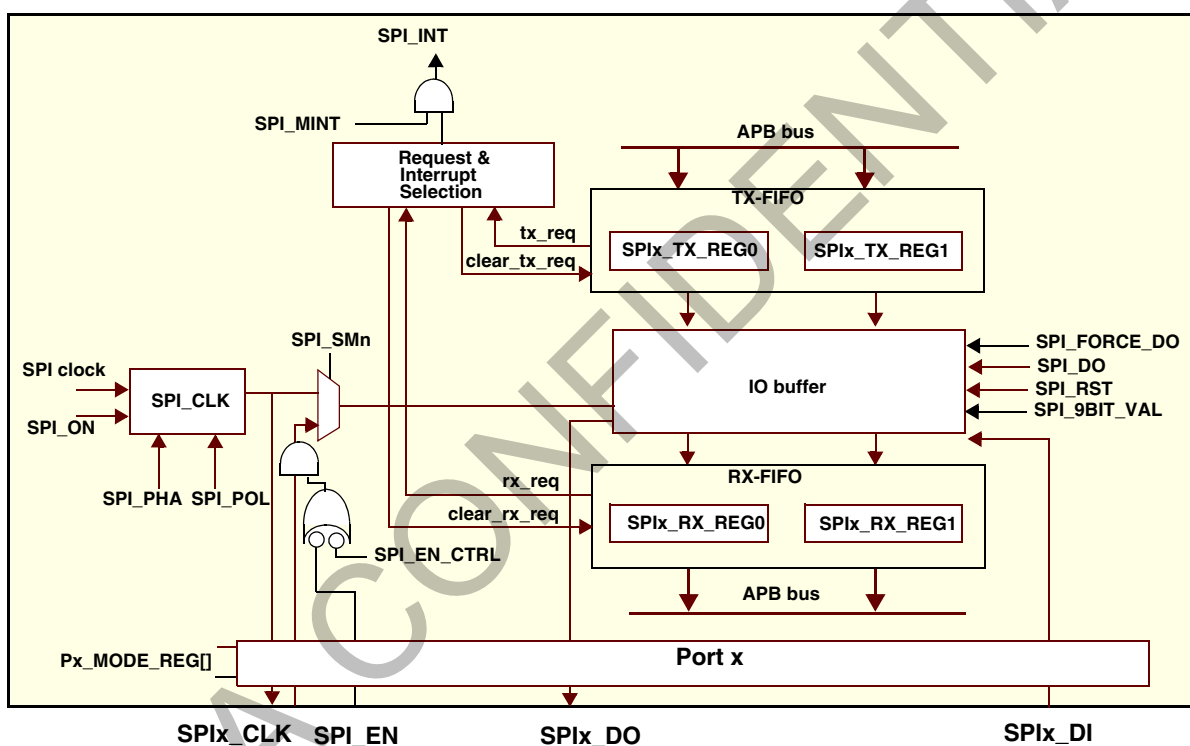 SPI_INT
SPI_MINT
APB bus
Request &
Interrupt
Selection
TX-FIFO
tx_req
SPIx_TX_REG0
SPIx_TX_REG1
clear_tx_req
SPI_SMn
SPI_FORCE_DO
SPI clock
SPI_DO
SPI_CLK
IO buffer
SPI_RST
SPI_ON
SPI_9BIT_VAL
RX-FIFO
SPI_PHA
SPI_POL
rx_req
clear_rx_req
SPIx_RX_REG0
SPIx_RX_REG1
SPI_EN_CTRL
APB bus
Px_MODE_REG[]
Port x
SPIx_CLK
SPI_EN
SPIx_DO
SPIx_DI
A CONFIDENTI